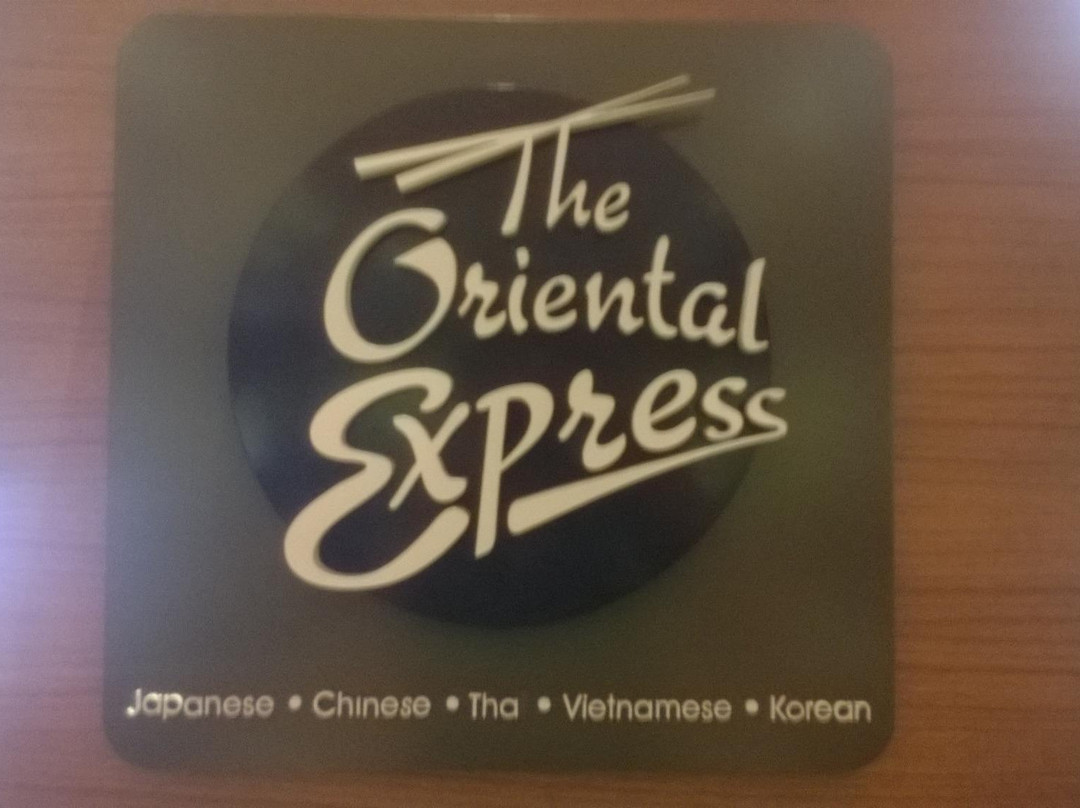 The
Oriental
Express
Japanese • Chinese • Tha • Vietnamese • Korean